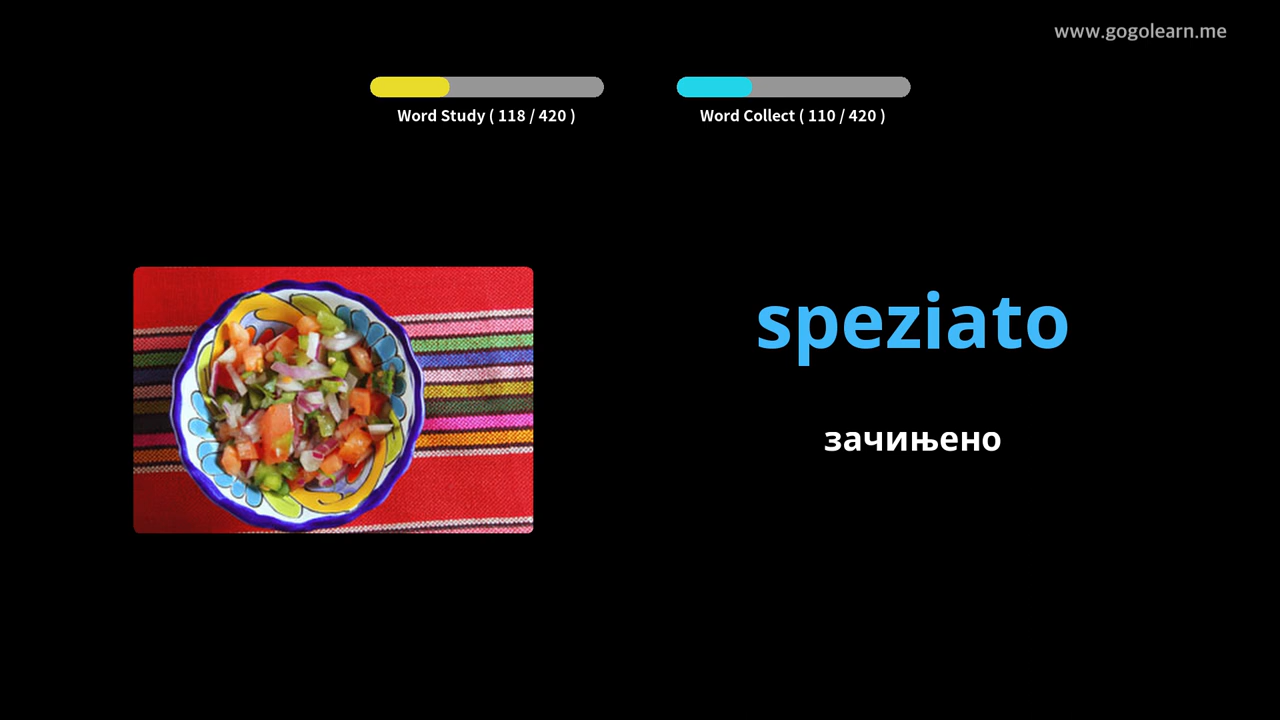 www.gogolearn.me
Word Study ( 118 / 420 )
Word Collect ( 110 / 420 )
speziato
зачињено